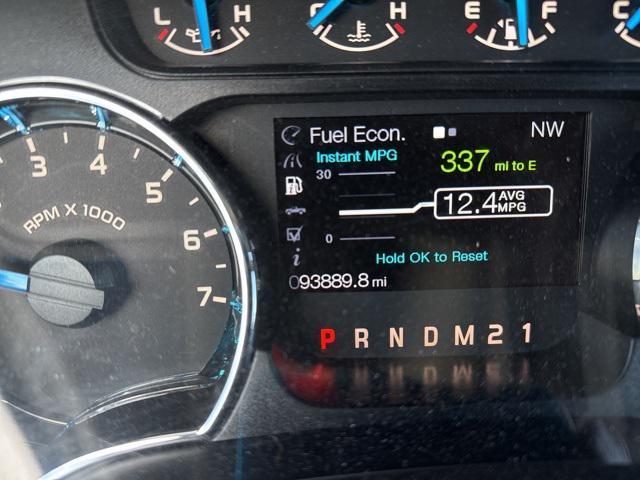 L H C H E F C
Fuel Econ. NW
Instant MPG 337 mi to E
30
12.4 AVG MPG
0
Hold OK to Reset
093889.8 mi
3 4 5 6 7
RPM X 1000
P R N D M 2 1